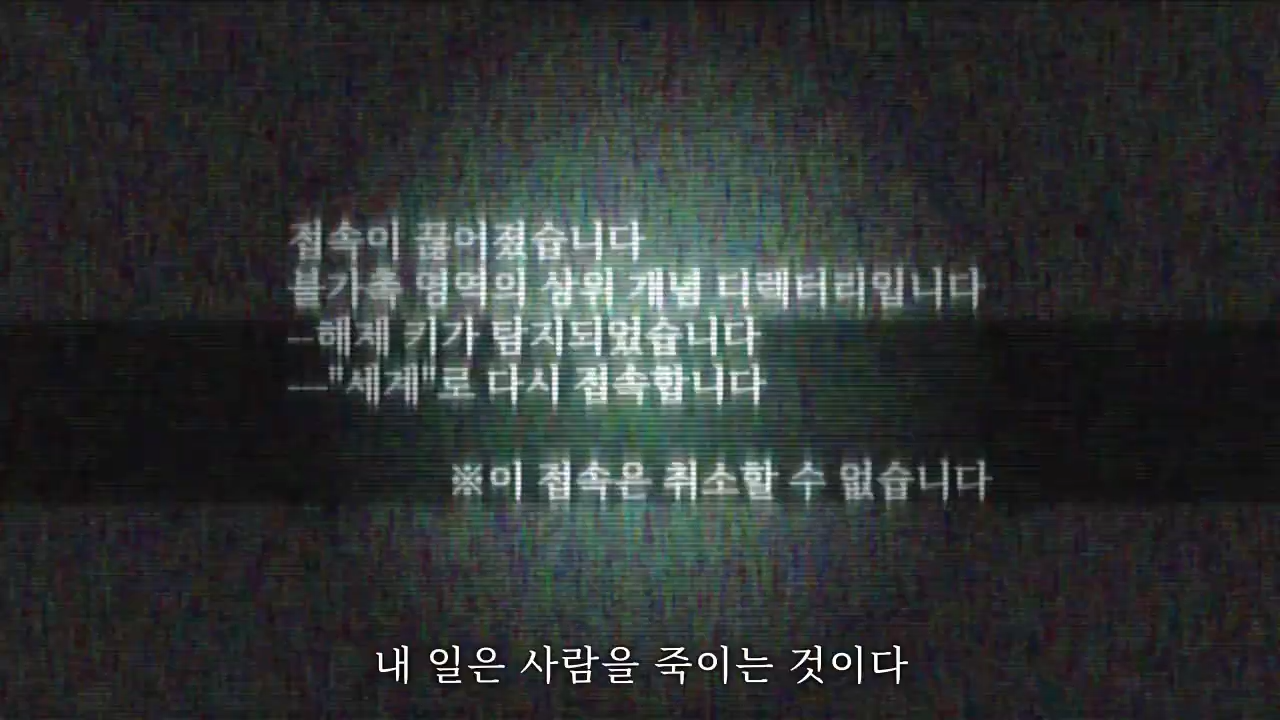 접속이 끊어졌습니다
불가촉 영역의 상위 개념 디렉터리입니다
—해제 키가 탐지되었습니다
—"세계"로 다시 접속합니다
※이 접속은 취소할 수 없습니다
내 일은 사람을 죽이는 것이다